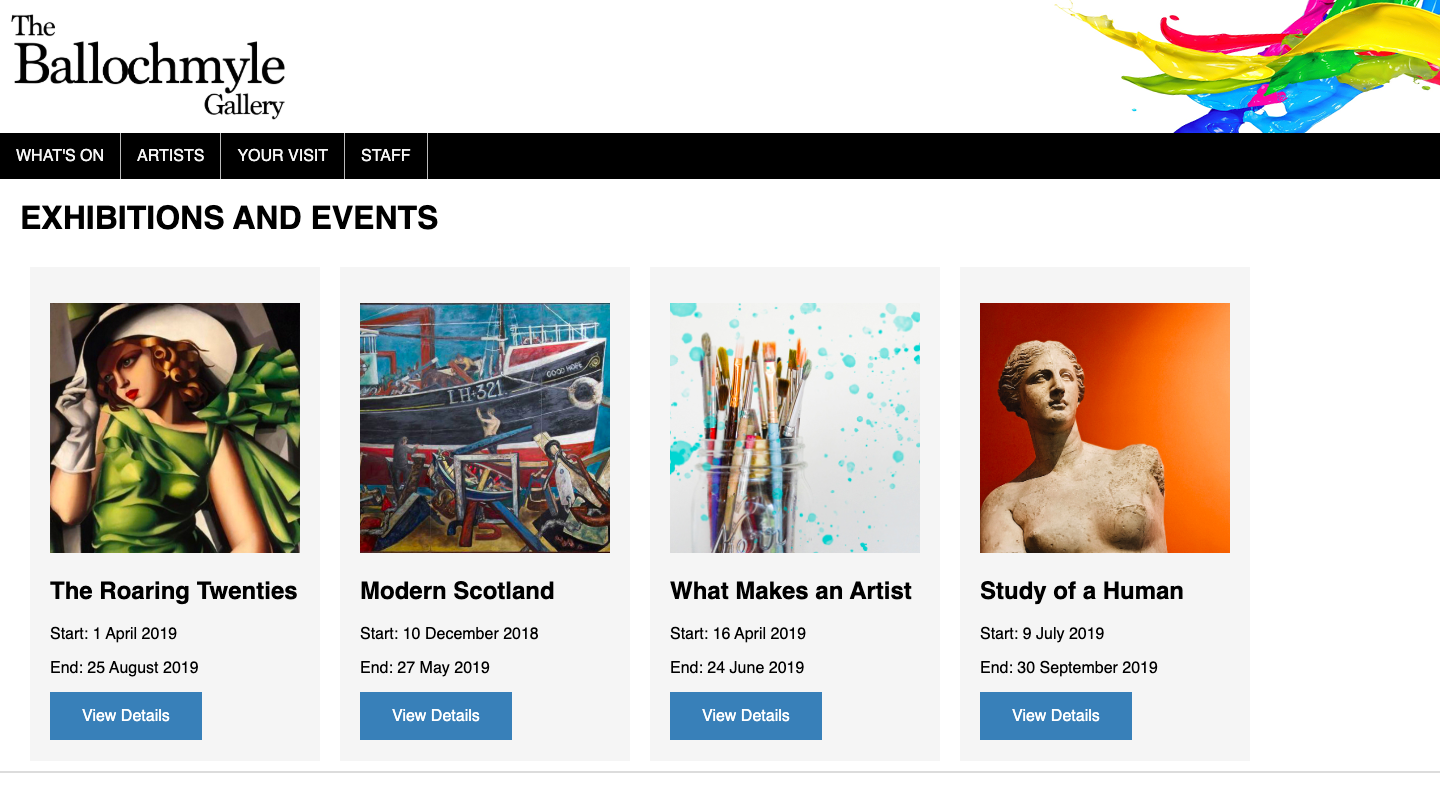 The
Ballochmyle
Gallery
WHAT'S ON ARTISTS YOUR VISIT STAFF
EXHIBITIONS AND EVENTS
LH+321.
GOOD HOPE
The Roaring Twenties
Start: 1 April 2019
End: 25 August 2019
View Details
Modern Scotland
Start: 10 December 2018
End: 27 May 2019
View Details
What Makes an Artist
Start: 16 April 2019
End: 24 June 2019
View Details
Study of a Human
Start: 9 July 2019
End: 30 September 2019
View Details